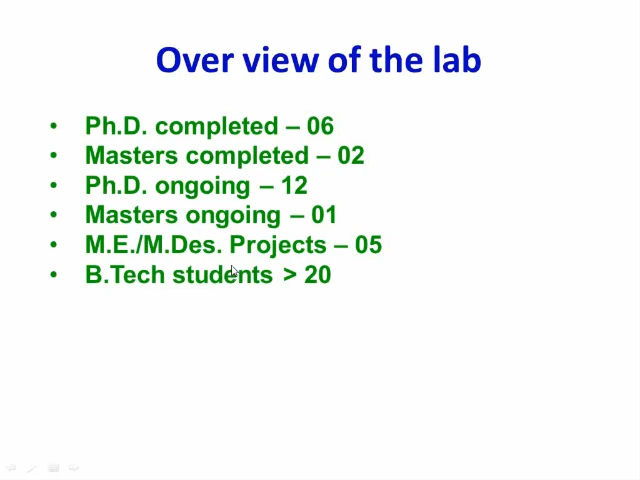 Over view of the lab
• Ph.D. completed – 06
• Masters completed – 02
• Ph.D. ongoing – 12
• Masters ongoing – 01
• M.E./M.Des. Projects – 05
• B.Tech students > 20